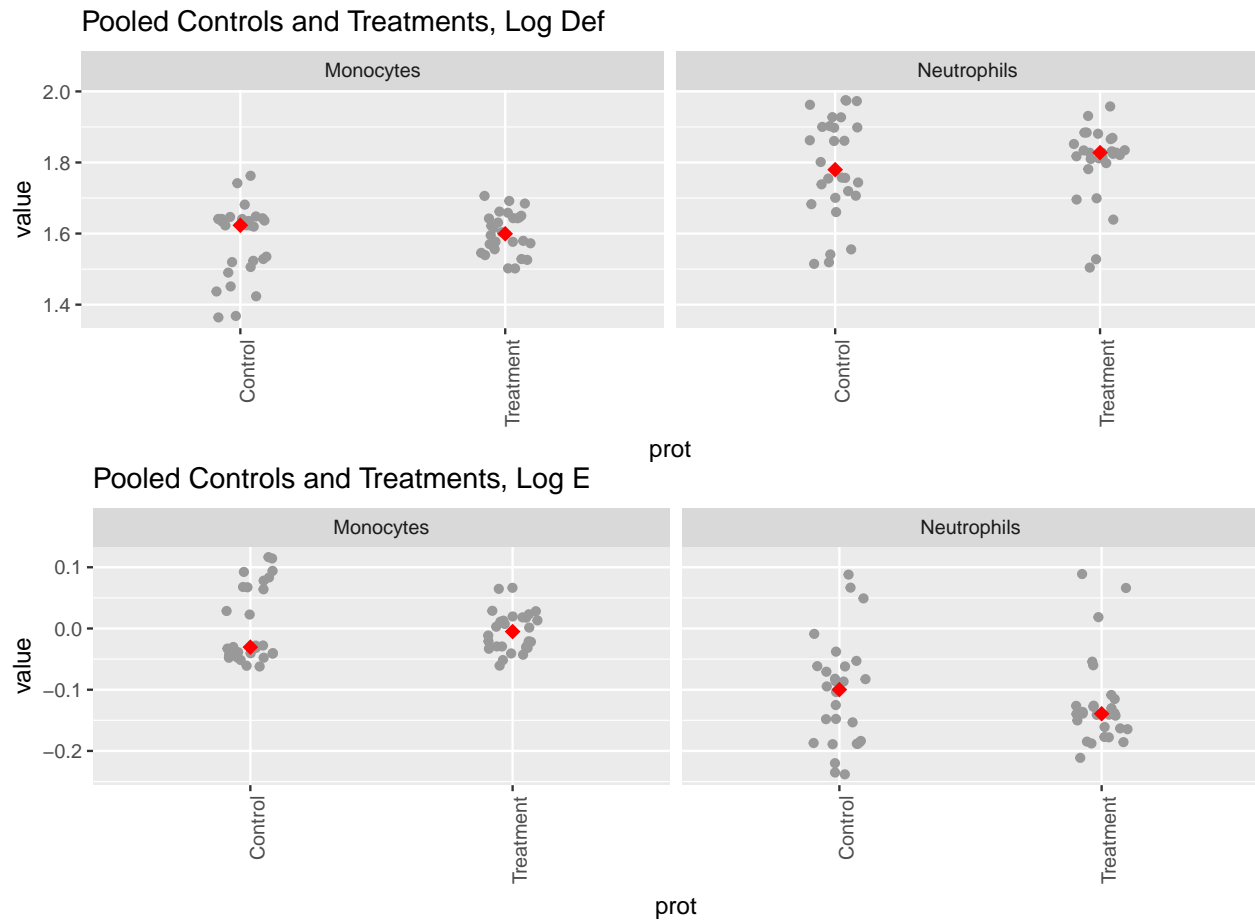 Pooled Controls and Treatments, Log Def
Monocytes
Neutrophils
2.0
1.8
1.6
1.4
value
Control
Treatment
Control
Treatment
prot
Pooled Controls and Treatments, Log E
Monocytes
Neutrophils
0.1
0.0
−0.1
−0.2
value
Control
Treatment
Control
Treatment
prot